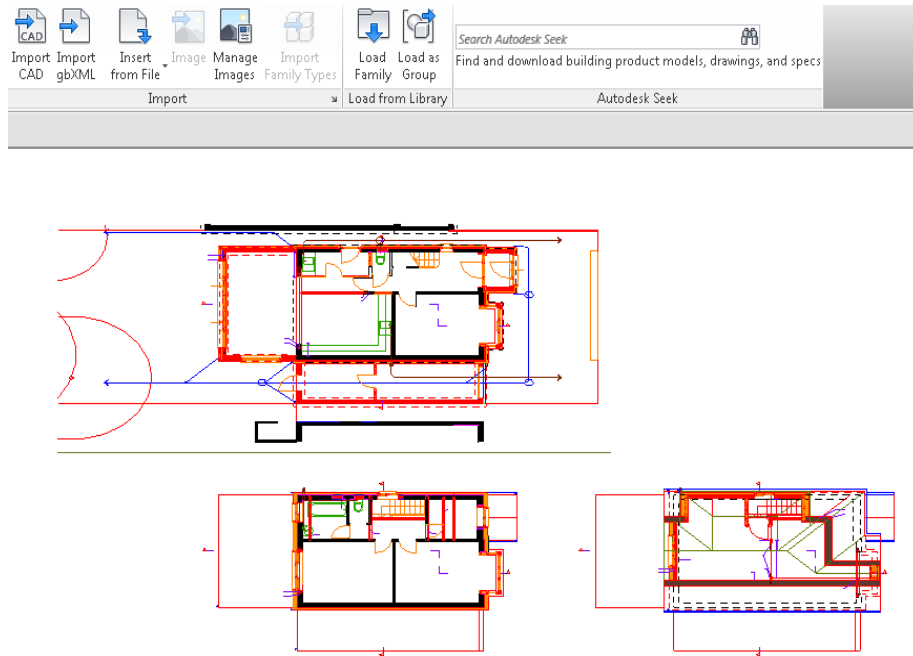 CAD
Import Import Insert Image Manage Import Load Load as
CAD gbXML from File Images Family Types Family Group
Search Autodesk Seek
Find and download building product models, drawings, and specs
Import Load from Library Autodesk Seek